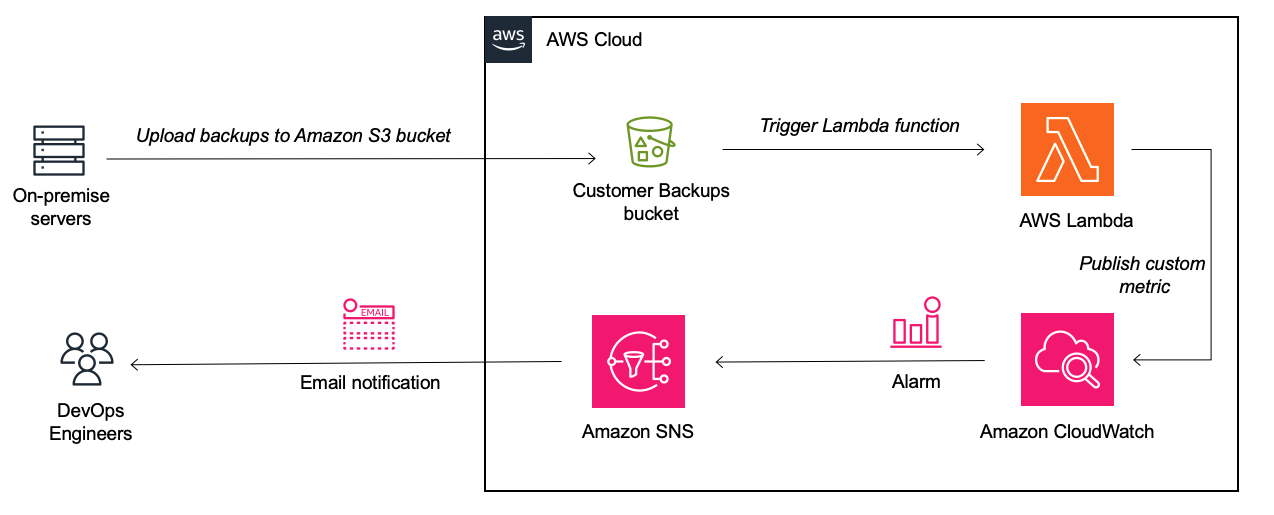 aws
AWS Cloud
Upload backups to Amazon S3 bucket
Trigger Lambda function
On-premise
servers
Customer Backups
bucket
AWS Lambda
Publish custom
metric
EMAIL
Email notification
Alarm
DevOps
Engineers
Amazon SNS
Amazon CloudWatch